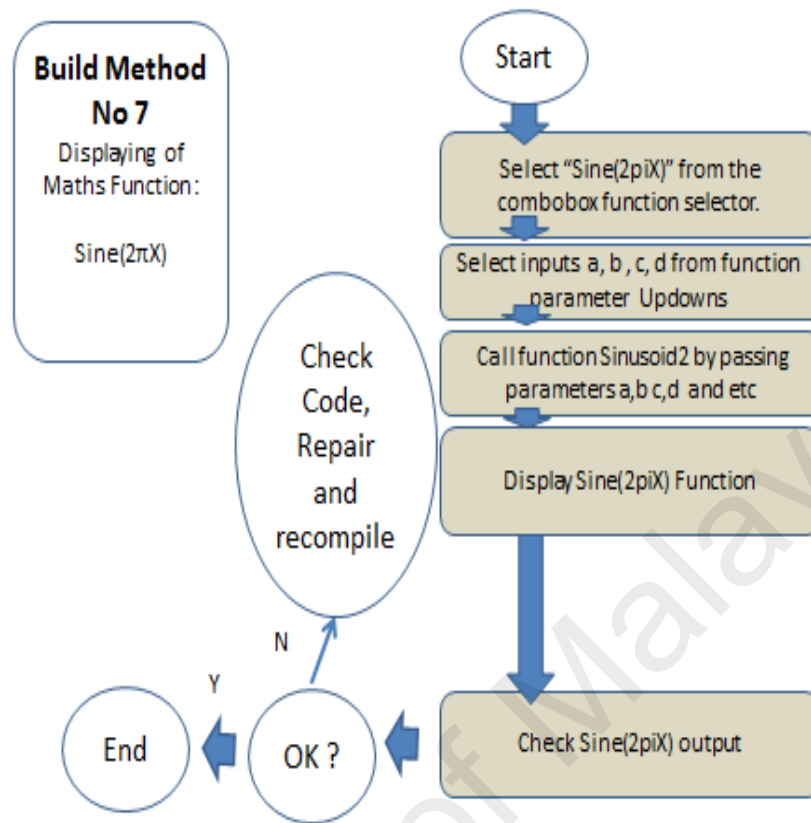 Build Method
No 7
Displaying of
Maths Function:
Sine(2πX)
Start
Select “Sine(2piX)” from the
combobox function selector.
Select inputs a, b , c, d from function
parameter Updowns
Call function Sinusoid2 by passing
parameters a,b c,d and etc
Display Sine(2piX) Function
Check
Code,
Repair
and
recompile
N
Y
End
OK ?
Check Sine(2piX) output
of Malay